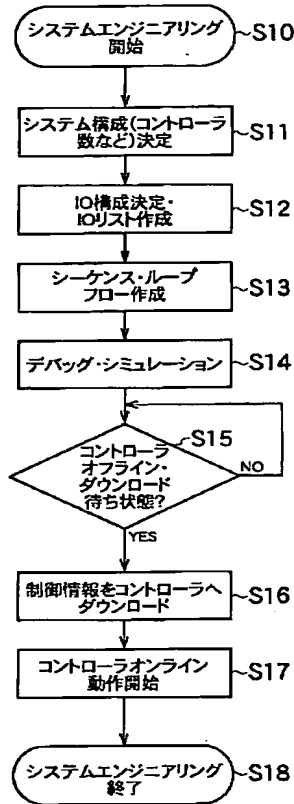 システムエンジニアリング
開始
S10
システム構成(コントローラ
数など)決定
S11
IO構成決定・
IOリスト作成
S12
シーケンス・ループ
フロー作成
S13
デバッグ・シミュレーション
S14
コントローラ
オフライン・
ダウンロード
待ち状態?
S15
NO
YES
制御情報をコントローラへ
ダウンロード
S16
コントローラオンライン
動作開始
S17
システムエンジニアリング
終了
S18